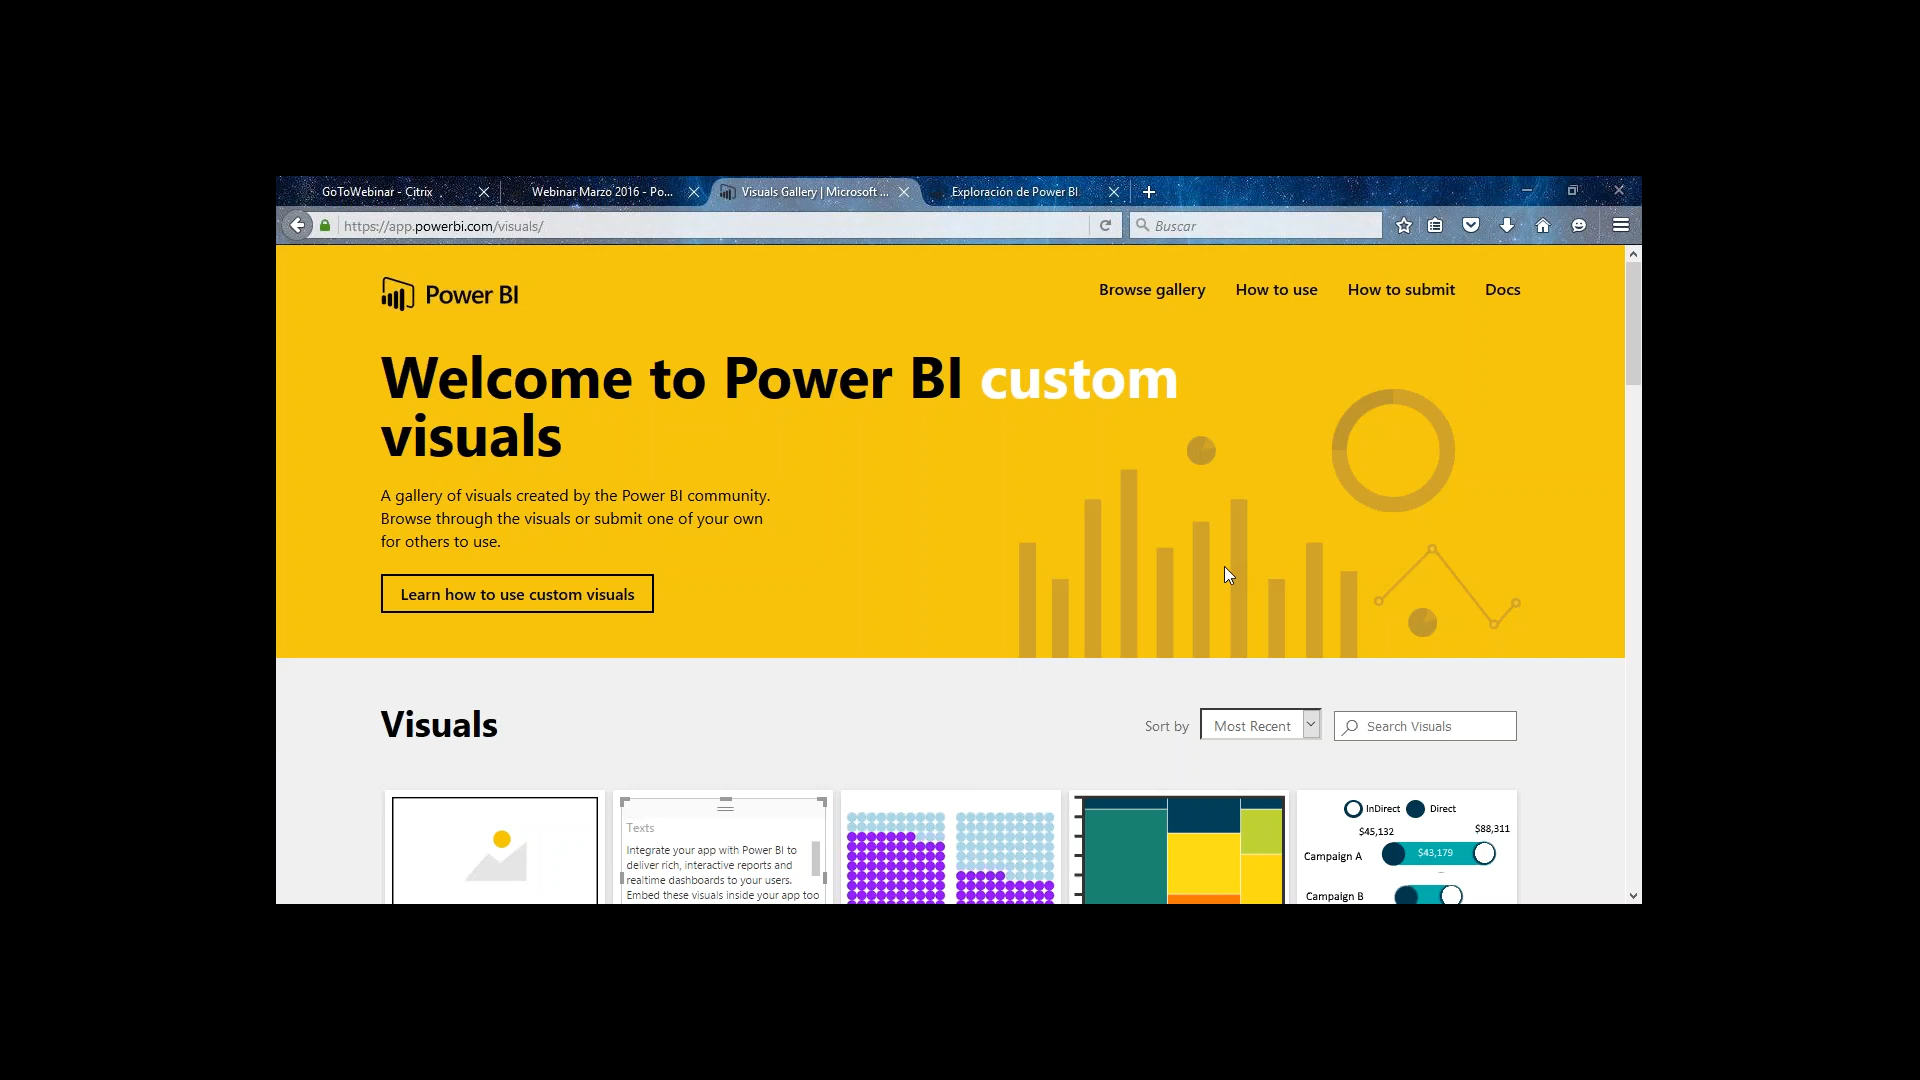 GoToWebinar - Citrix
Webinar Marzo 2016 - Po...
Visuals Gallery | Microsoft ...
Exploración de Power BI
https://app.powerbi.com/visuals/
Buscar
Power BI
Browse gallery
How to use
How to submit
Docs
Welcome to Power BI custom
visuals
A gallery of visuals created by the Power BI community.
Browse through the visuals or submit one of your own
for others to use.
Learn how to use custom visuals
Visuals
Sort by
Most Recent
Search Visuals
Texts
Integrate your app with Power BI to
deliver rich, interactive reports and
realtime dashboards to your users.
Embed these visuals inside your app too
InDirect
Direct
$45,132
$88,311
Campaign A
$43,179
Campaign B